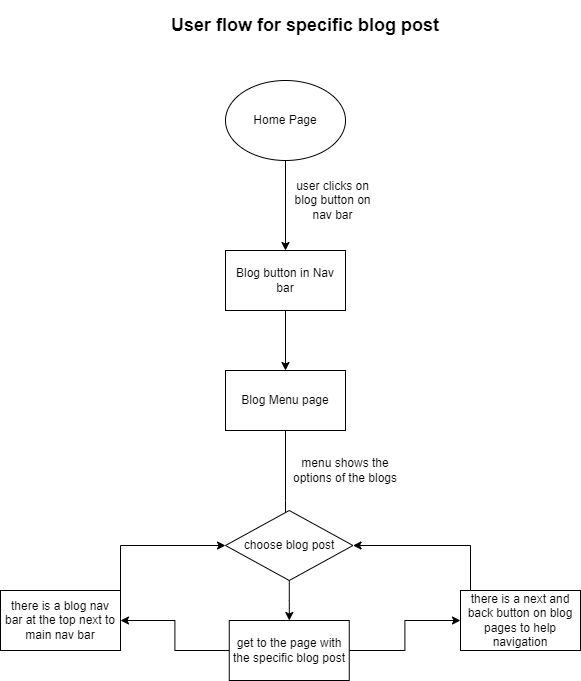 User flow for specific blog post
Home Page
user clicks on
blog button on
nav bar
Blog button in Nav
bar
Blog Menu page
menu shows the
options of the blogs
choose blog post
there is a blog nav
bar at the top next to
main nav bar
get to the page with
the specific blog post
there is a next and
back button on blog
pages to help
navigation